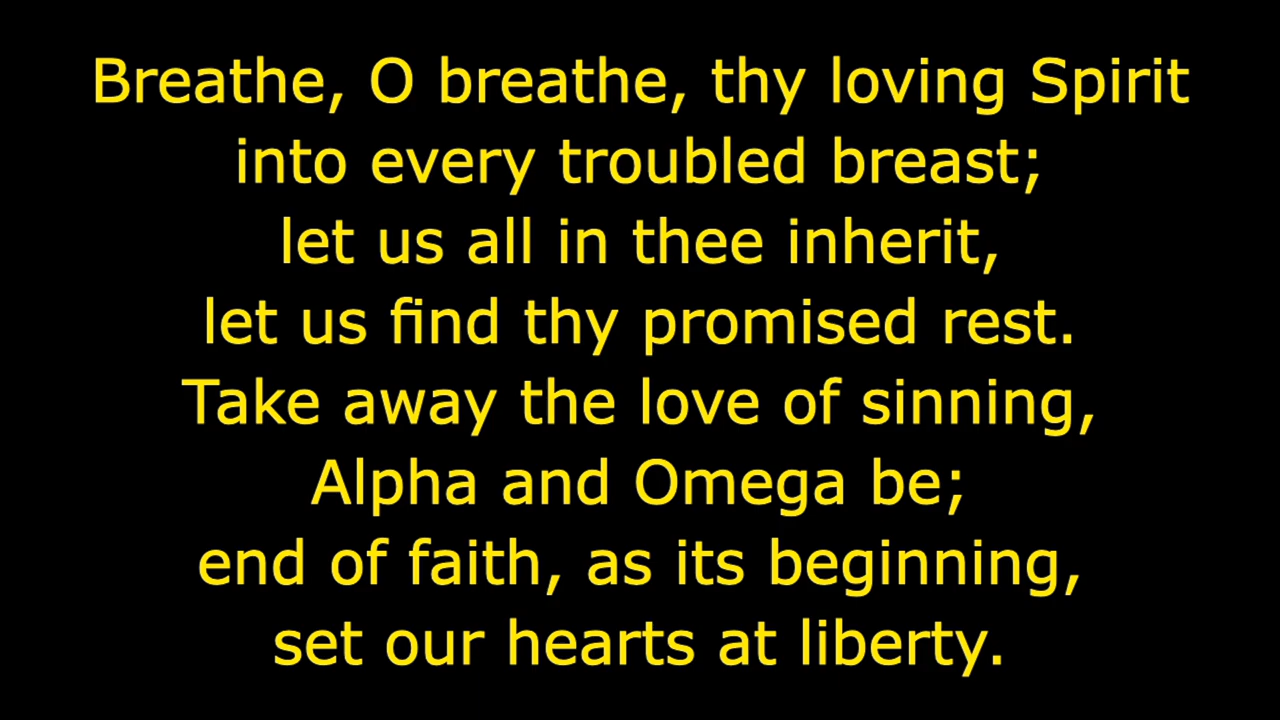 Breathe, O breathe, thy loving Spirit
into every troubled breast;
let us all in thee inherit,
let us find thy promised rest.
Take away the love of sinning,
Alpha and Omega be;
end of faith, as its beginning,
set our hearts at liberty.